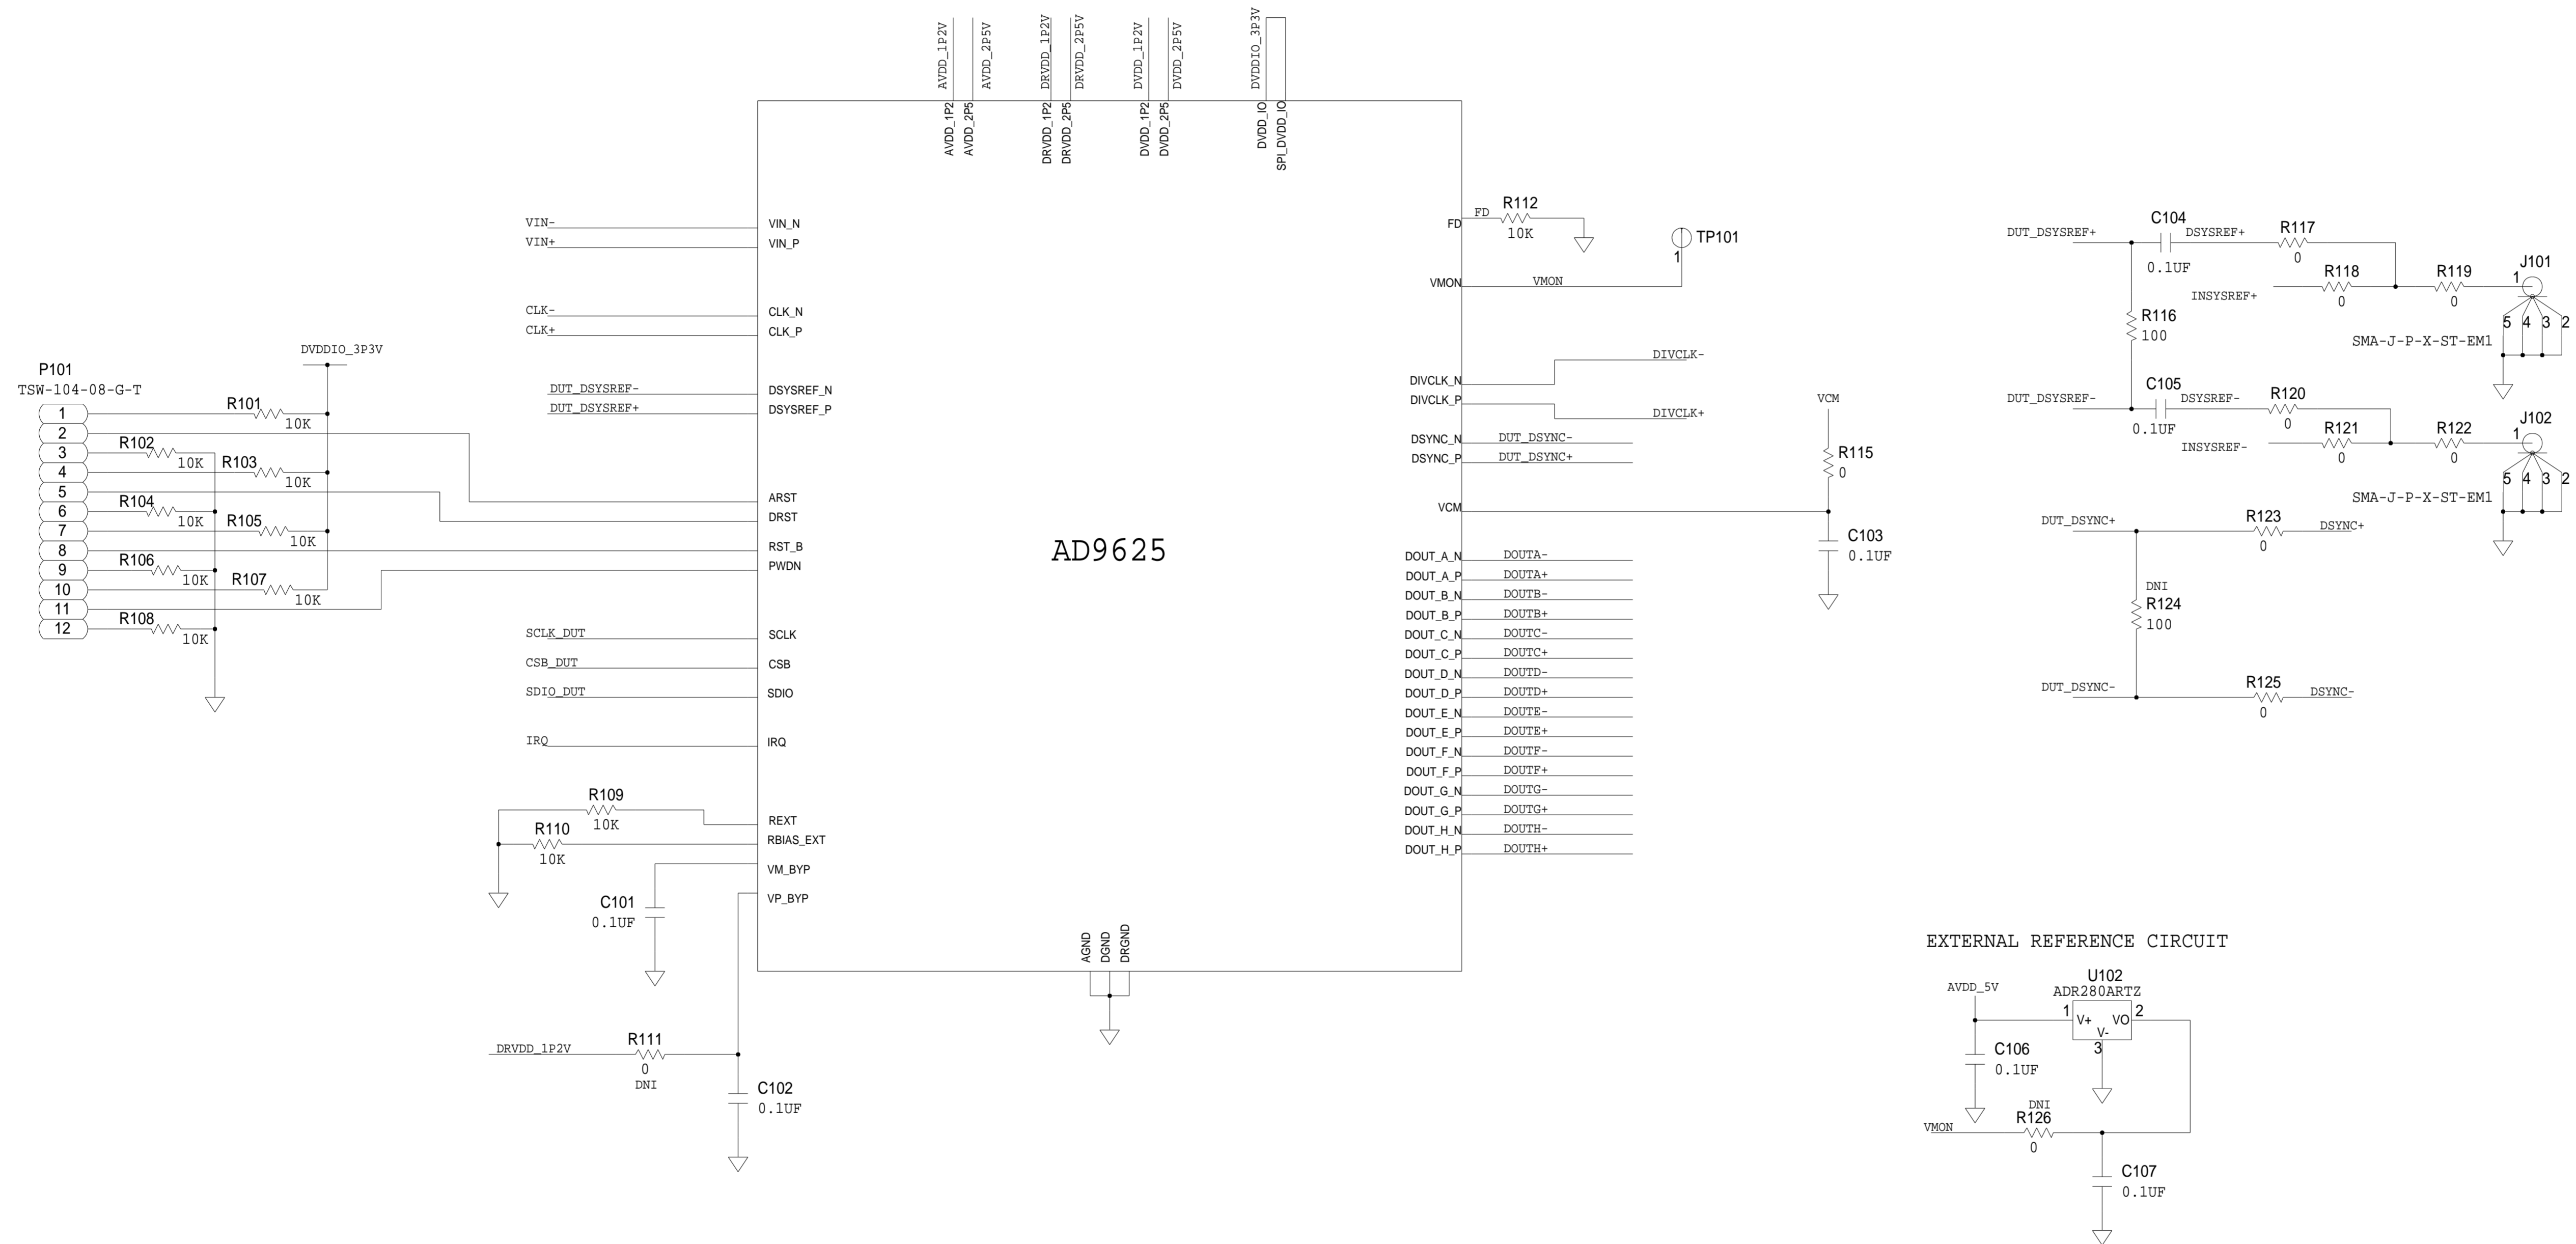 AVDD_1P2V
AVDD_2P5V
DRVDD_1P2V
DRVDD_2P5V
DVDD_1P2V
DVDD_2P5V
DVDDIO_3P3V
AVDD_1P2
AVDD_2P5
DRVDD_1P2
DRVDD_2P5
DVDD_1P2
DVDD_2P5
DVDD_IO
SPI_DVDD_IO
P101
TSW-104-08-G-T
DVDDIO_3P3V
1
2
3
4
5
6
7
8
9
10
11
12
R101
10K
R102
10K
R103
10K
R104
10K
R105
10K
R106
10K
R107
10K
R108
10K
VIN- VIN_N
VIN+ VIN_P
CLK- CLK_N
CLK+ CLK_P
DUT_DSYSREF- DSYSREF_N
DUT_DSYSREF+ DSYSREF_P
ARST
DRST
RST_B
PWDN
SCLK_DUT SCLK
CSB_DUT CSB
SDIO_DUT SDIO
IRQ IRQ
R109
10K
REXT
R110
10K
RBIAS_EXT
VM_BYP
VP_BYP
C101
0.1UF
DRVDD_1P2V
R111
0
DNI
C102
0.1UF
AD9625
AGND
DGND
DRGND
FD FD
R112
10K
TP101
1
VMON VMON
DIVCLK_N DIVCLK-
DIVCLK_P DIVCLK+
DSYNC_N DUT_DSYNC-
DSYNC_P DUT_DSYNC+
VCM
VCM
R115
0
C103
0.1UF
DOUT_A_N DOUTA-
DOUT_A_P DOUTA+
DOUT_B_N DOUTB-
DOUT_B_P DOUTB+
DOUT_C_N DOUTC-
DOUT_C_P DOUTC+
DOUT_D_N DOUTD-
DOUT_D_P DOUTD+
DOUT_E_N DOUTE-
DOUT_E_P DOUTE+
DOUT_F_N DOUTF-
DOUT_F_P DOUTF+
DOUT_G_N DOUTG-
DOUT_G_P DOUTG+
DOUT_H_N DOUTH-
DOUT_H_P DOUTH+
DUT_DSYSREF+
C104
0.1UF
DSYSREF+
R117
0
INSYSREF+
R118
0
R119
0
J101
1
5 4 3 2
SMA-J-P-X-ST-EM1
R116
100
DUT_DSYSREF-
C105
0.1UF
DSYSREF-
R120
0
INSYSREF-
R121
0
R122
0
J102
1
5 4 3 2
SMA-J-P-X-ST-EM1
DUT_DSYNC+
R123
0
DSYNC+
DNI
R124
100
DUT_DSYNC-
R125
0
DSYNC-
EXTERNAL REFERENCE CIRCUIT
AVDD_5V
U102
ADR280ARTZ
1 V+ VO 2
V-
3
C106
0.1UF
VMON
DNI
R126
0
C107
0.1UF